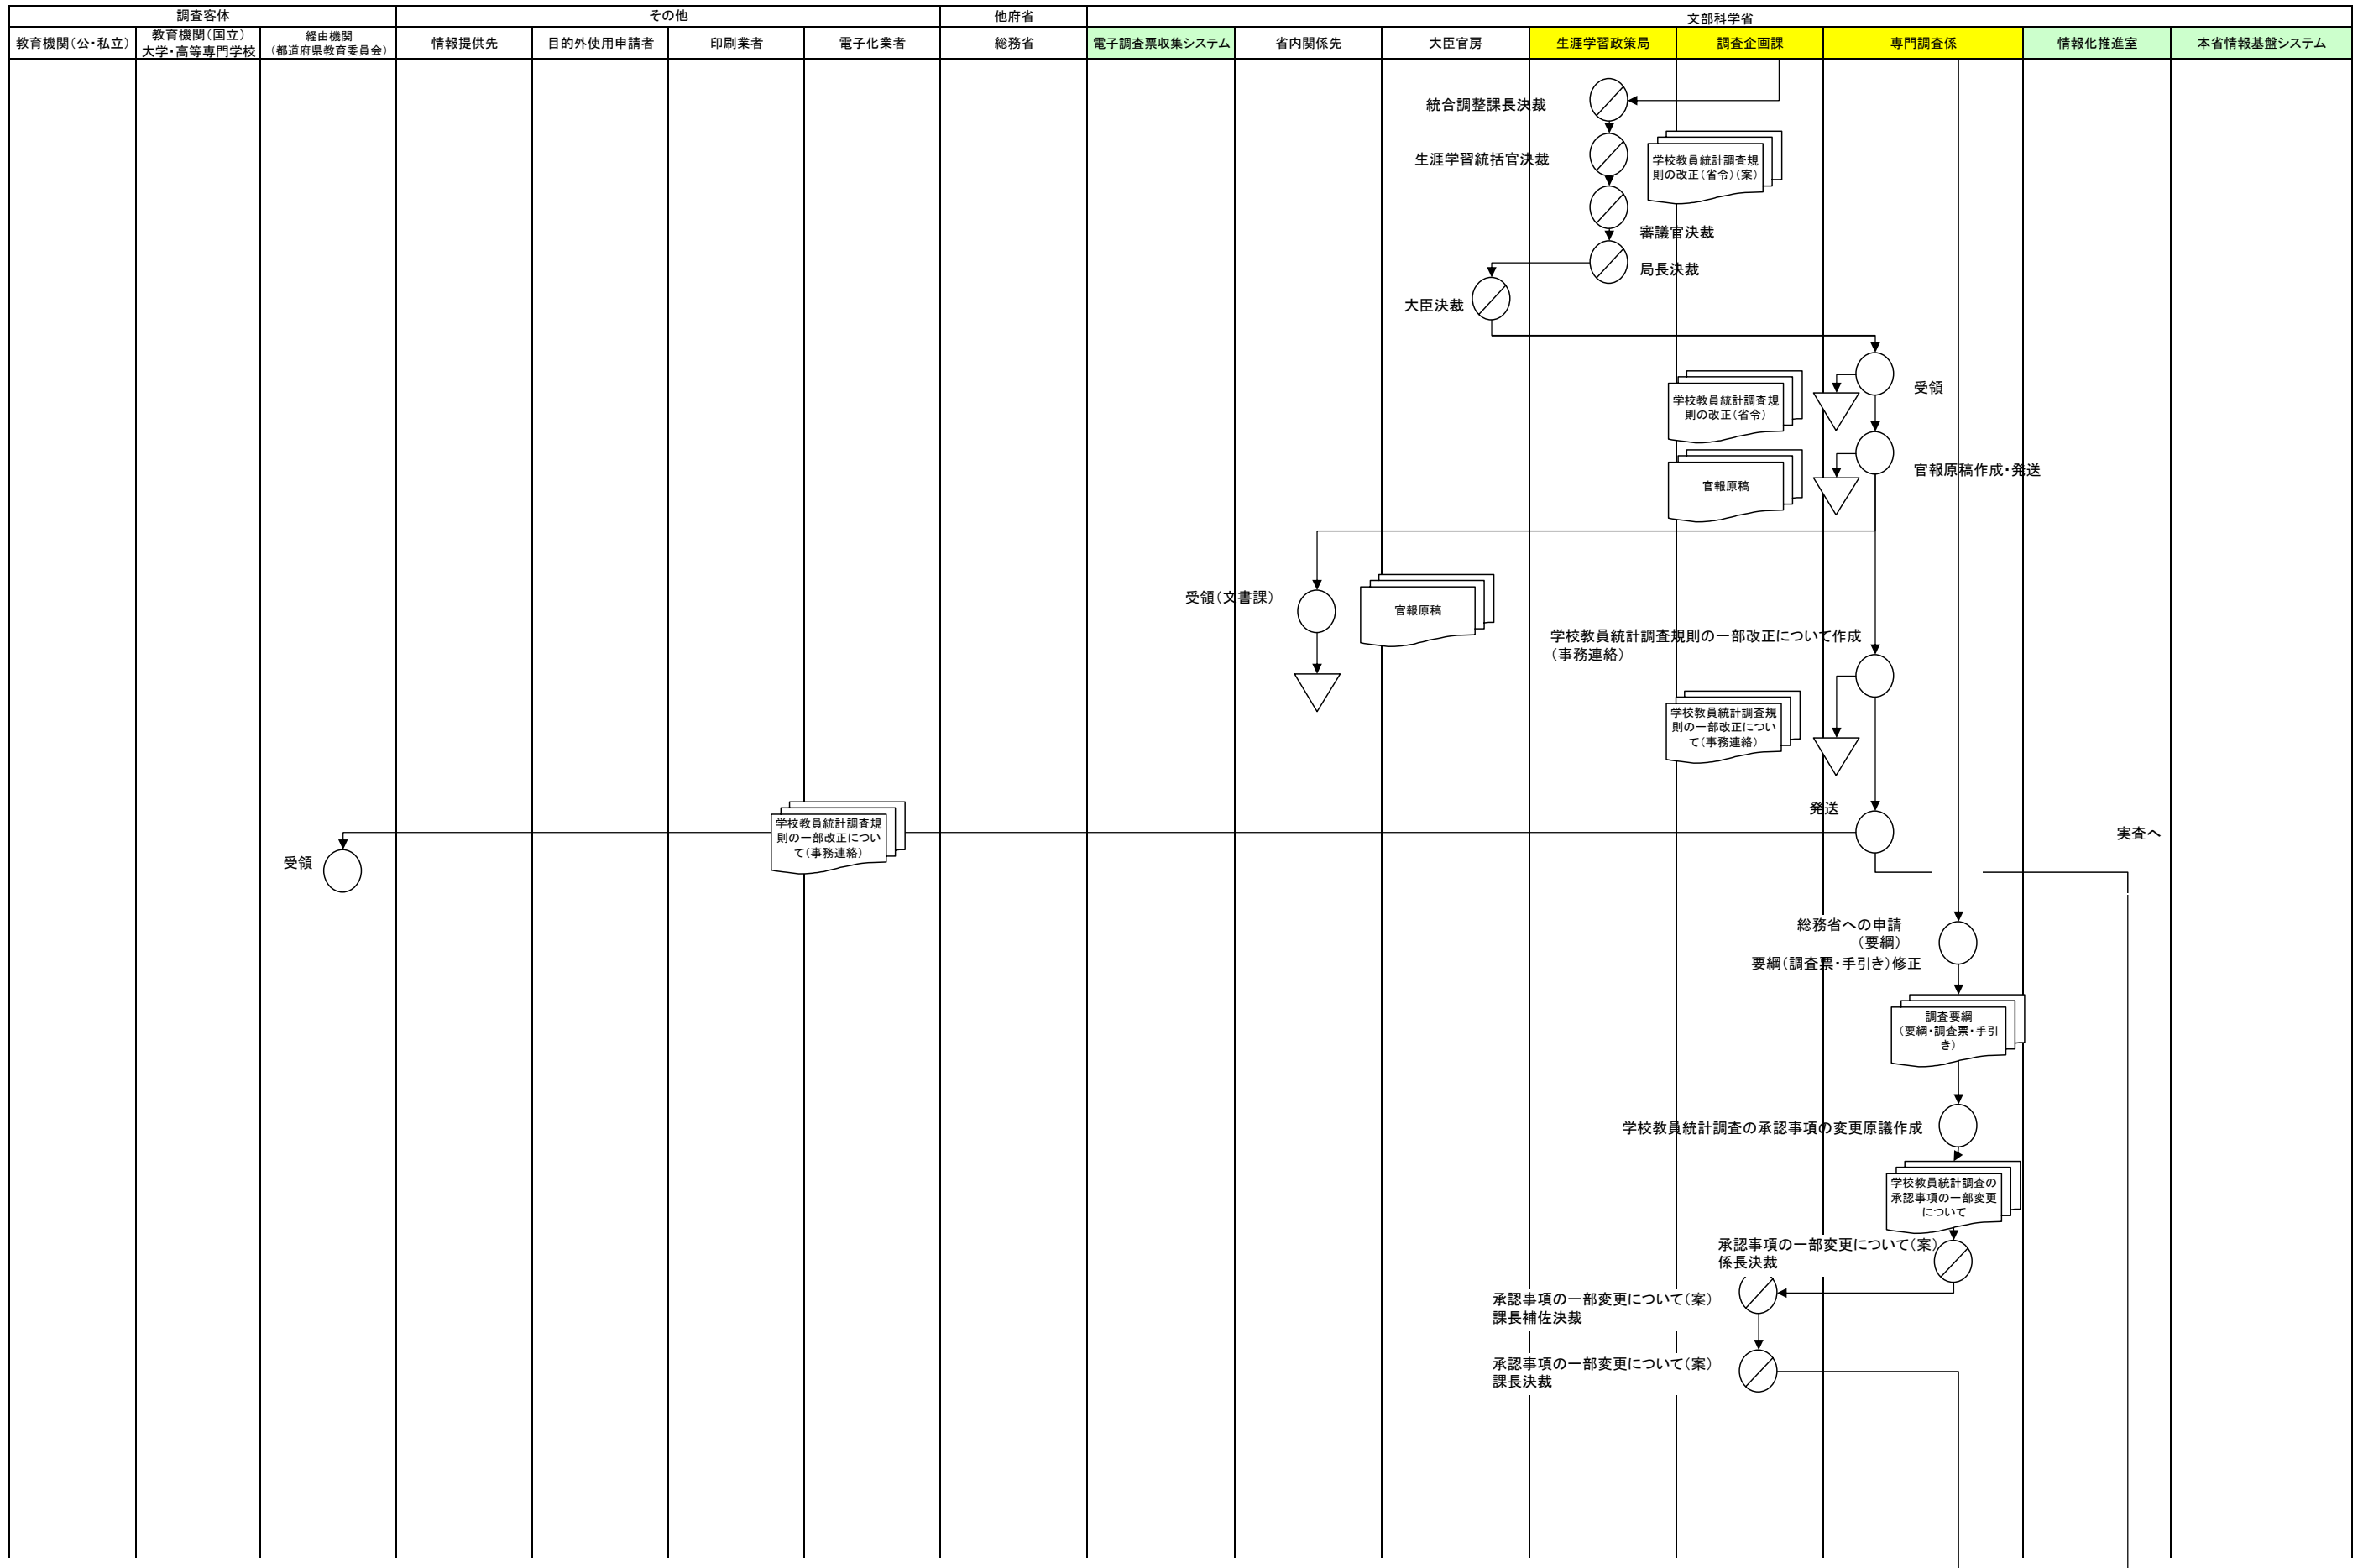 調査客体
その他
他府省
文部科学省
教育機関(公・私立)
教育機関(国立)
大学・高等専門学校
経由機関
(都道府県教育委員会)
情報提供先
目的外使用申請者
印刷業者
電子化業者
総務省
電子調査票収集システム
省内関係先
大臣官房
生涯学習政策局
調査企画課
専門調査係
情報化推進室
本省情報基盤システム
統合調整課長決裁
生涯学習統括官決裁
学校教員統計調査規
則の改正(省令)(案)
審議官決裁
局長決裁
大臣決裁
学校教員統計調査規
則の改正(省令)
受領
官報原稿
官報原稿作成・発送
受領(文書課)
官報原稿
学校教員統計調査規則の一部改正について作成
(事務連絡)
学校教員統計調査規
則の一部改正につい
て(事務連絡)
発送
学校教員統計調査規
則の一部改正につい
て(事務連絡)
受領
実査へ
総務省への申請
(要綱)
要綱(調査票・手引き)修正
調査要綱
(要綱・調査票・手引
き)
学校教員統計調査の承認事項の変更原議作成
学校教員統計調査の
承認事項の一部変更
について
承認事項の一部変更について(案)
係長決裁
承認事項の一部変更について(案)
課長補佐決裁
承認事項の一部変更について(案)
課長決裁